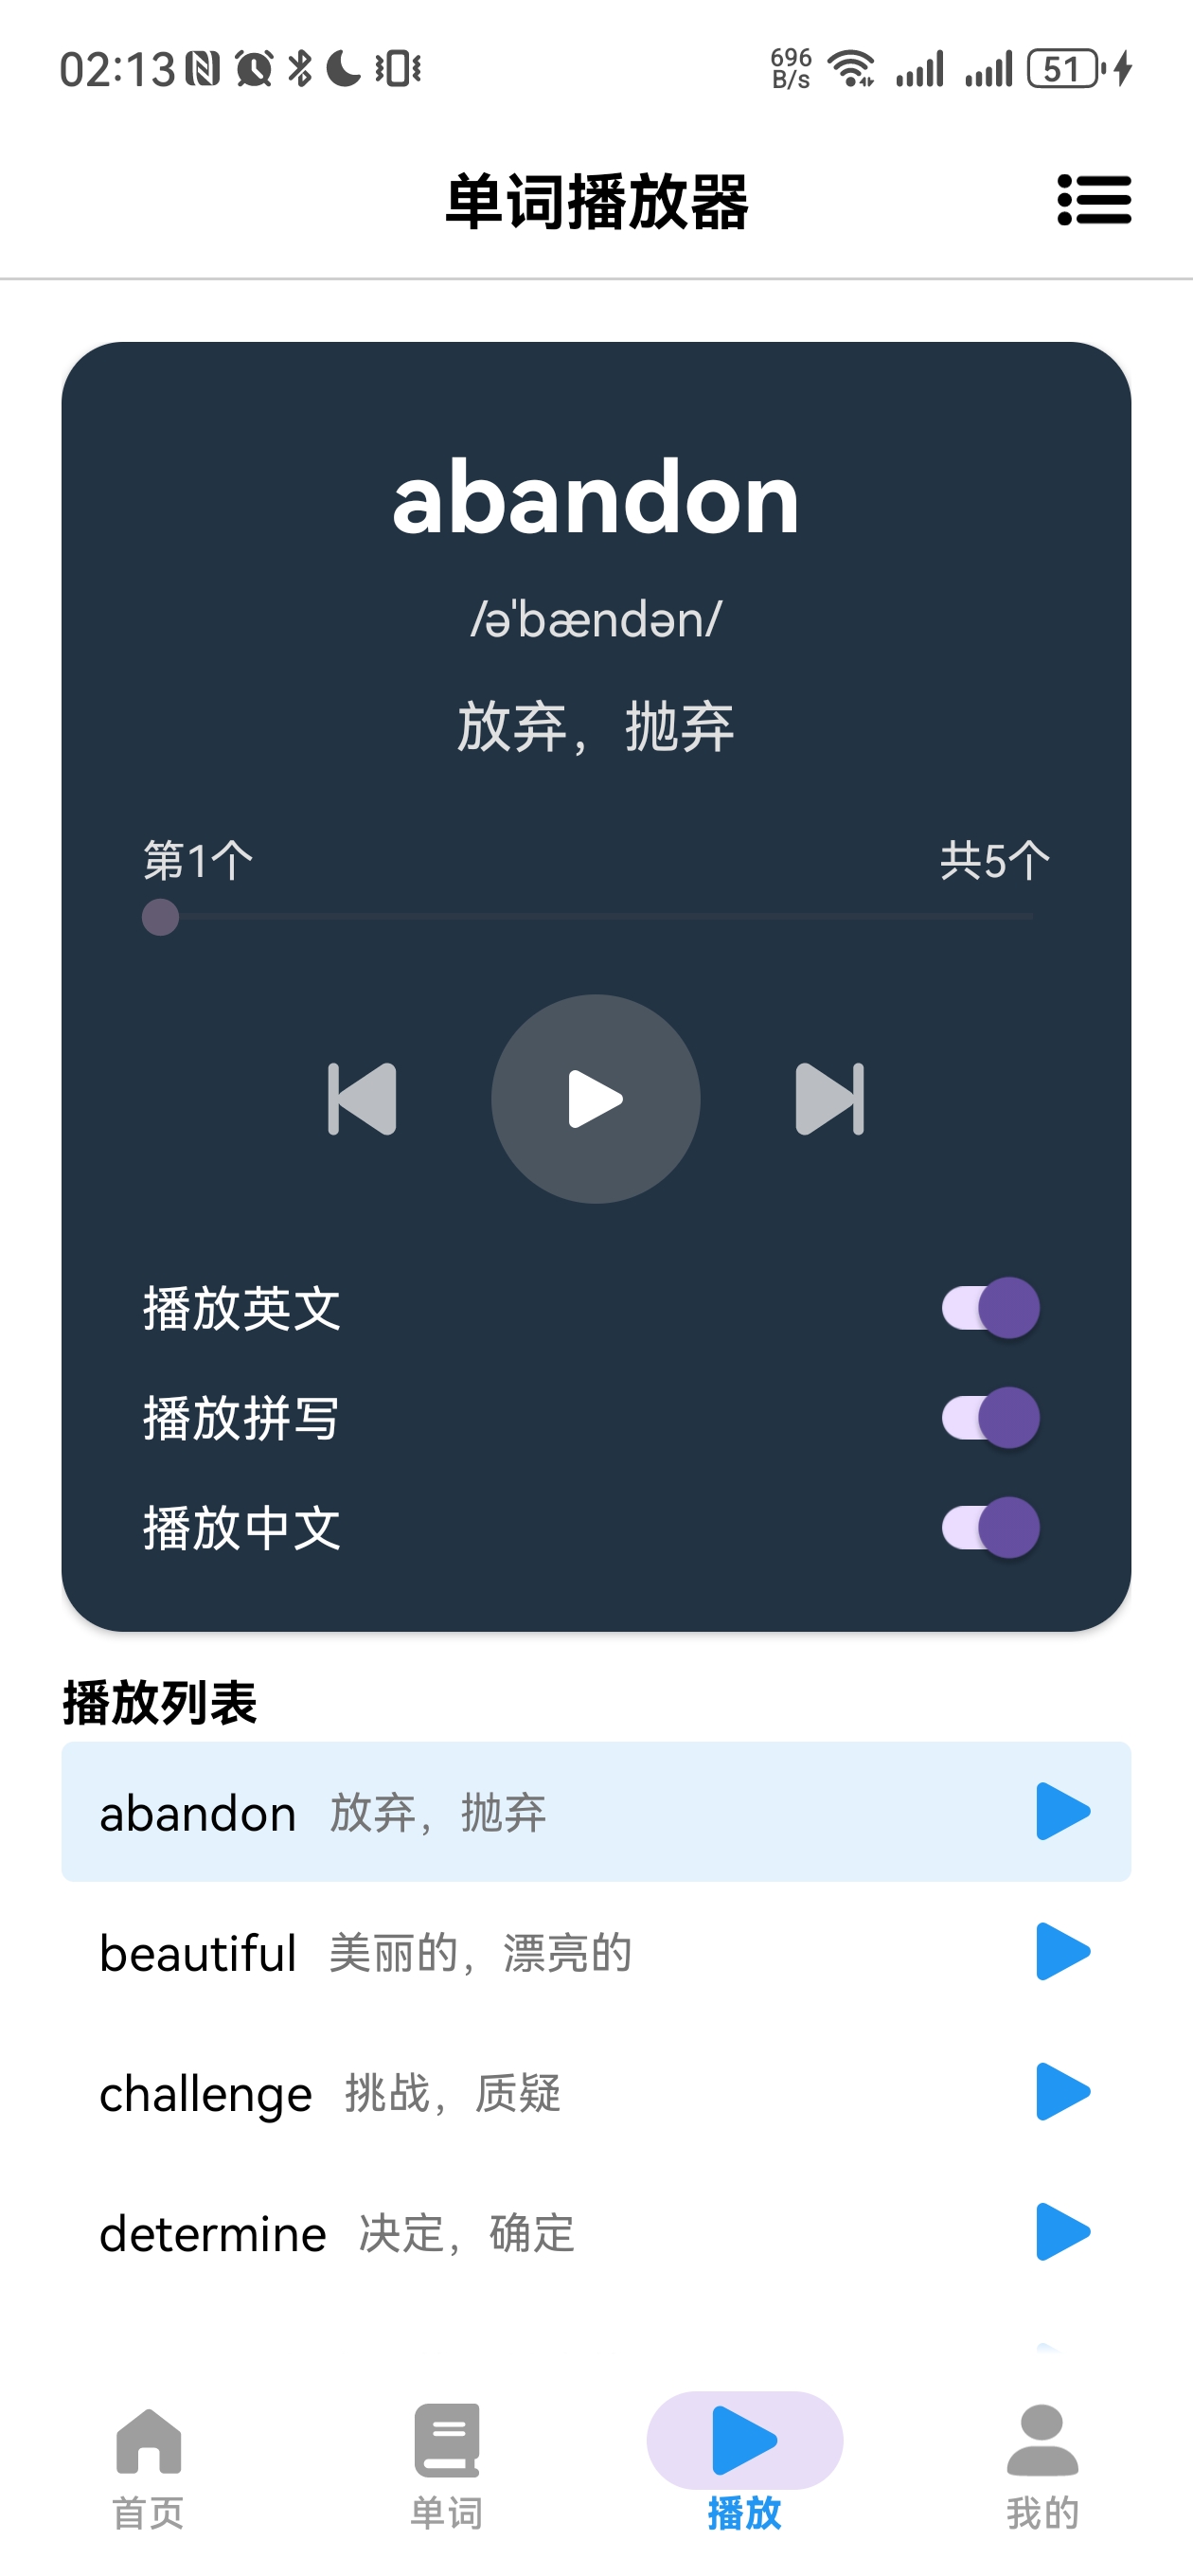 02:13 696 B/s 51
单词播放器
abandon
/ə'bændən/
放弃，抛弃
第1个 共5个
播放英文
播放拼写
播放中文
播放列表
abandon 放弃，抛弃
beautiful 美丽的，漂亮的
challenge 挑战，质疑
determine 决定，确定
首页 单词 播放 我的